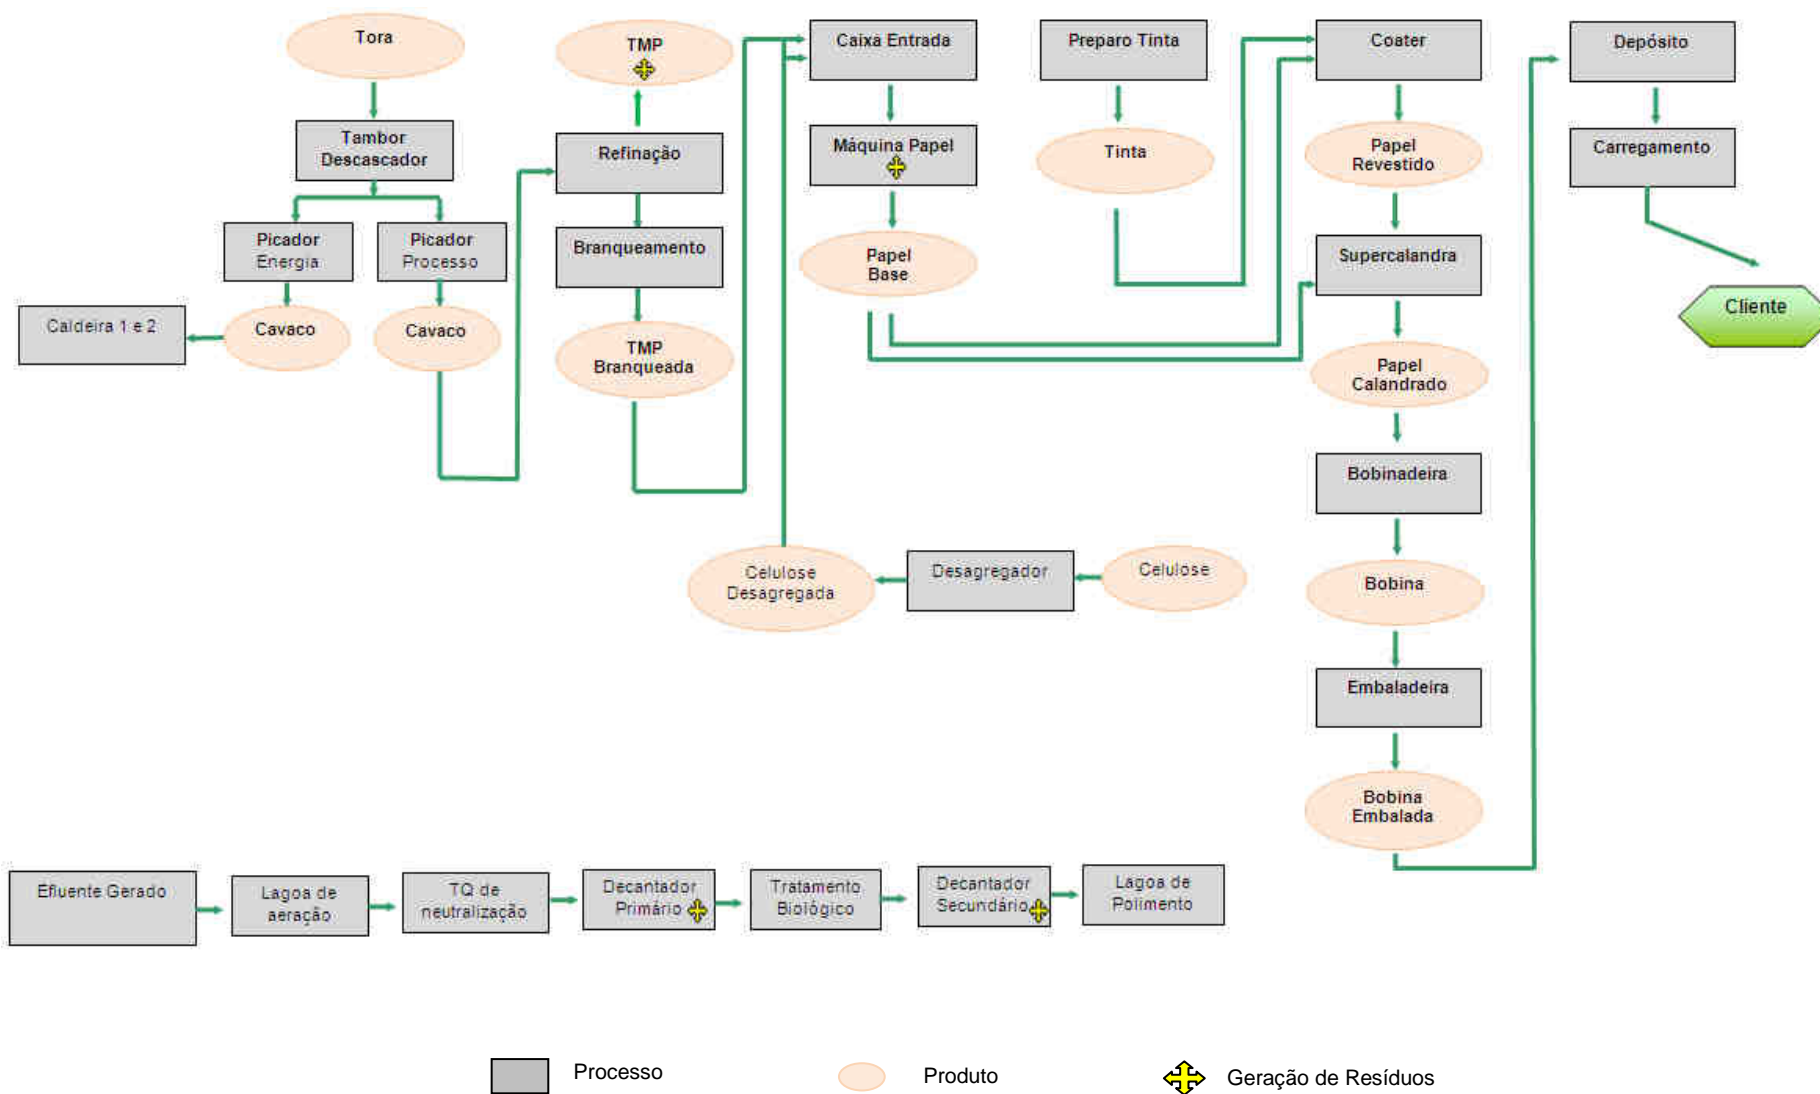 Tora
TMP
Caixa Entrada
Preparo Tinta
Coater
Depósito
Tambor
Descascador
Refinação
Máquina Papel
Tinta
Papel
Revestido
Carregamento
Picador
Energia
Picador
Processo
Branqueamento
Papel
Base
Supercalandra
Cliente
Caldeira 1 e 2
Cavaco
Cavaco
TMP
Branqueada
Papel
Calandrado
Bobinadeira
Celulose
Desagregada
Desagregador
Celulose
Bobina
Embaladeira
Bobina
Embalada
Efluente Gerado
Lagoa de
aeração
TQ de
neutralização
Decantador
Primário
Tratamento
Biológico
Decantador
Secundário
Lagoa de
Polimento
Processo
Produto
Geração de Resíduos